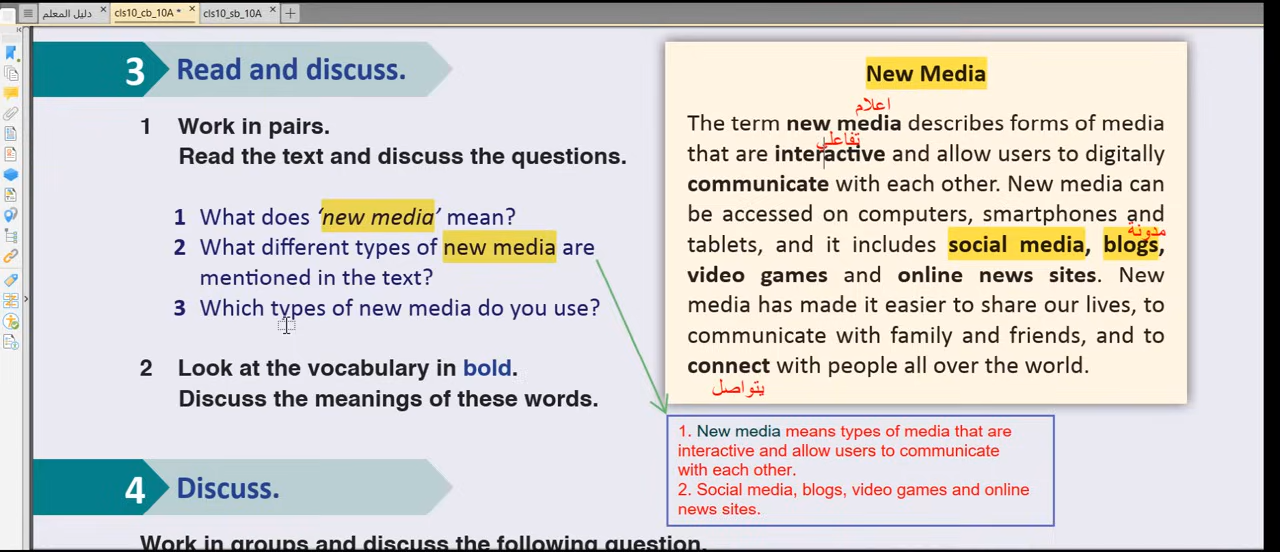 دليل المعلم
cls10_cb_10A *
cls10_sb_10A
3 Read and discuss.
1 Work in pairs.
Read the text and discuss the questions.
1 What does ‘new media’ mean?
2 What different types of new media are
mentioned in the text?
3 Which types of new media do you use?
2 Look at the vocabulary in bold.
Discuss the meanings of these words.
4 Discuss.
Work in groups and discuss the following question.
New Media
اعلام
The term new media describes forms of media
تفاعلي
that are interactive and allow users to digitally
communicate with each other. New media can
be accessed on computers, smartphones and
مدونة
tablets, and it includes social media, blogs,
video games and online news sites. New
media has made it easier to share our lives, to
communicate with family and friends, and to
connect with people all over the world.
يتواصل
1. New media means types of media that are
interactive and allow users to communicate
with each other.
2. Social media, blogs, video games and online
news sites.